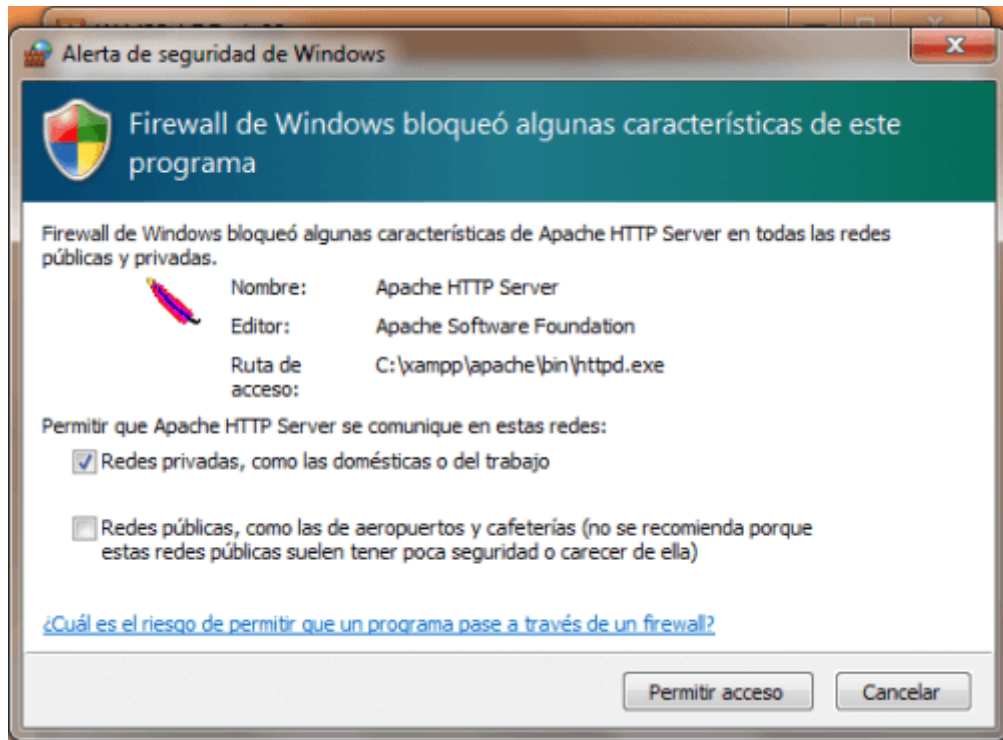 Alerta de seguridad de Windows
Firewall de Windows bloqueó algunas características de este
programa
Firewall de Windows bloqueó algunas características de Apache HTTP Server en todas las redes
públicas y privadas.
Nombre: Apache HTTP Server
Editor: Apache Software Foundation
Ruta de C:\xampp\apache\bin\httpd.exe
acceso:
Permitir que Apache HTTP Server se comunique en estas redes:
Redes privadas, como las domésticas o del trabajo
Redes públicas, como las de aeropuertos y cafeterías (no se recomienda porque
estas redes públicas suelen tener poca seguridad o carecer de ella)
¿Cuál es el riesgo de permitir que un programa pase a través de un firewall?
Permitir acceso Cancelar